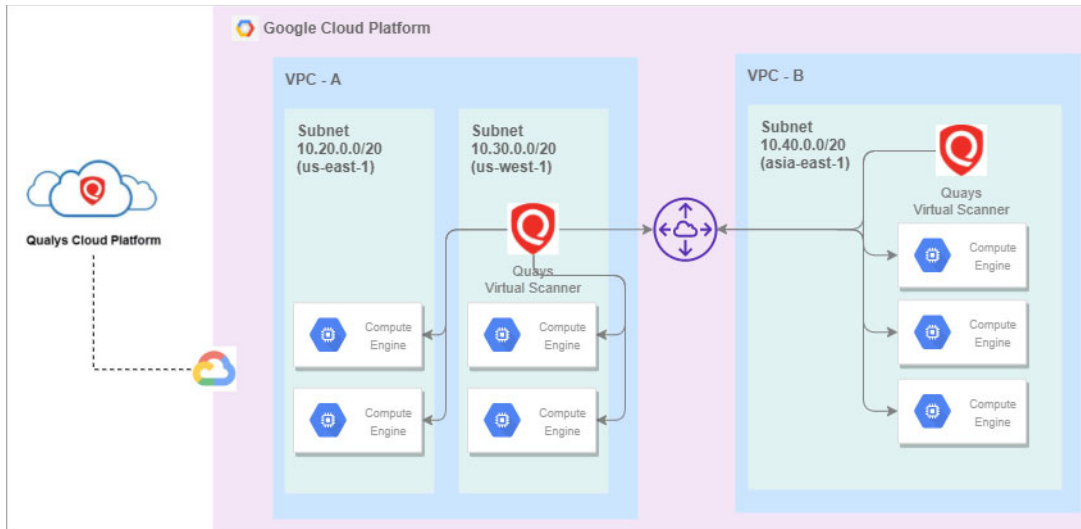 Google Cloud Platform
VPC - A
Subnet
10.20.0.0/20
(us-east-1)
Subnet
10.30.0.0/20
(us-west-1)
Quays
Virtual Scanner
Compute
Engine
Compute
Engine
Compute
Engine
Compute
Engine
VPC - B
Subnet
10.40.0.0/20
(asia-east-1)
Quays
Virtual Scanner
Compute
Engine
Compute
Engine
Compute
Engine
Qualys Cloud Platform